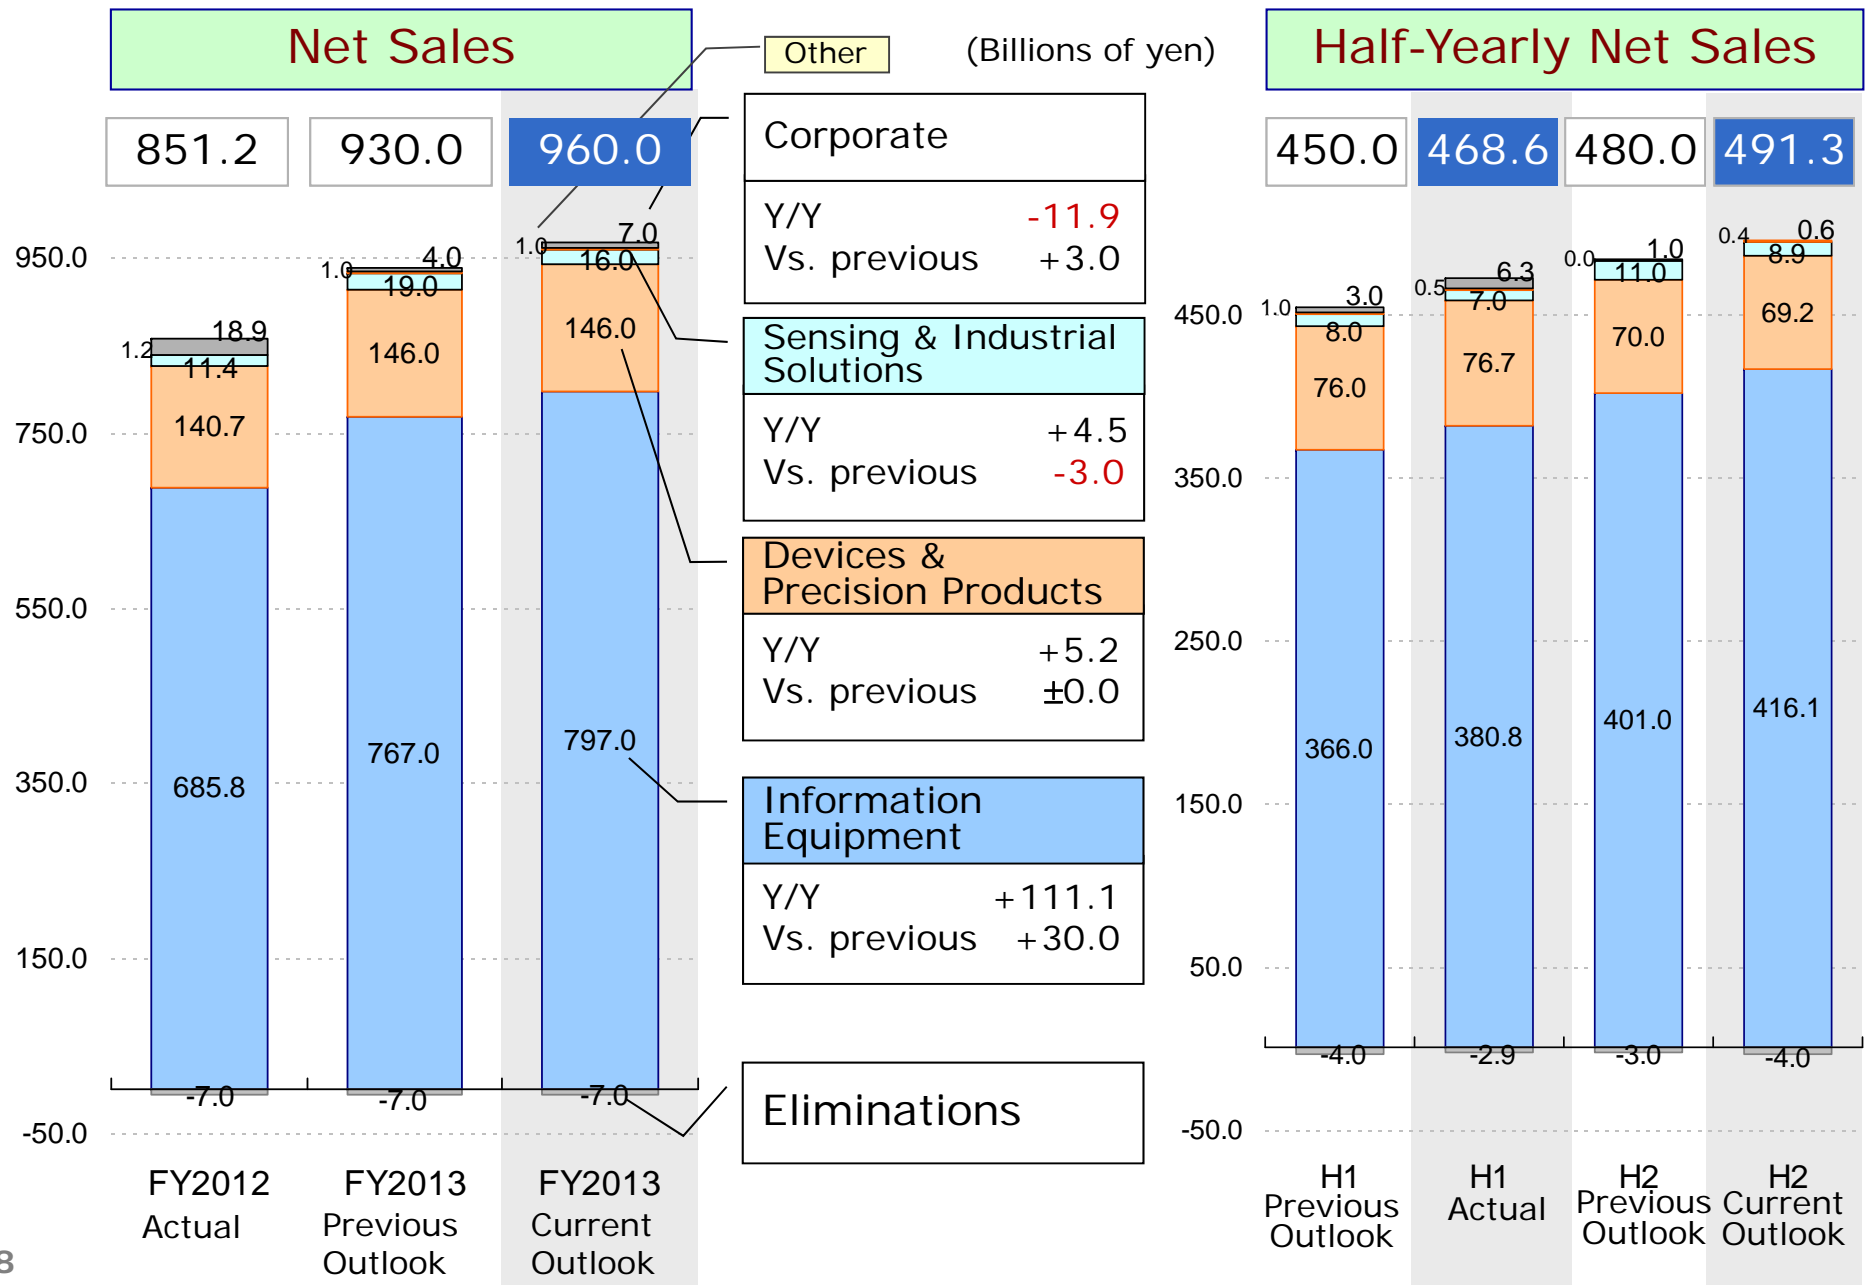 Net Sales
Other
(Billions of yen)
Half-Yearly Net Sales
851.2
930.0
960.0
950.0
750.0
550.0
350.0
150.0
-50.0
18.9
1.2
11.4
140.7
685.8
-7.0
4.0
1.0
19.0
146.0
767.0
-7.0
7.0
1.0
16.0
146.0
797.0
-7.0
FY2012
Actual
FY2013
Previous
Outlook
FY2013
Current
Outlook
Corporate
Y/Y -11.9
Vs. previous +3.0
Sensing & Industrial
Solutions
Y/Y +4.5
Vs. previous -3.0
Devices &
Precision Products
Y/Y +5.2
Vs. previous ±0.0
Information
Equipment
Y/Y +111.1
Vs. previous +30.0
Eliminations
450.0
468.6
480.0
491.3
450.0
350.0
250.0
150.0
50.0
-50.0
3.0
1.0
8.0
76.0
366.0
-4.0
6.3
0.5
7.0
76.7
380.8
-2.9
1.0
0.0
11.0
70.0
401.0
-3.0
0.6
0.4
8.9
69.2
416.1
-4.0
H1
Previous
Outlook
H1
Actual
H2
Previous
Outlook
H2
Current
Outlook
8